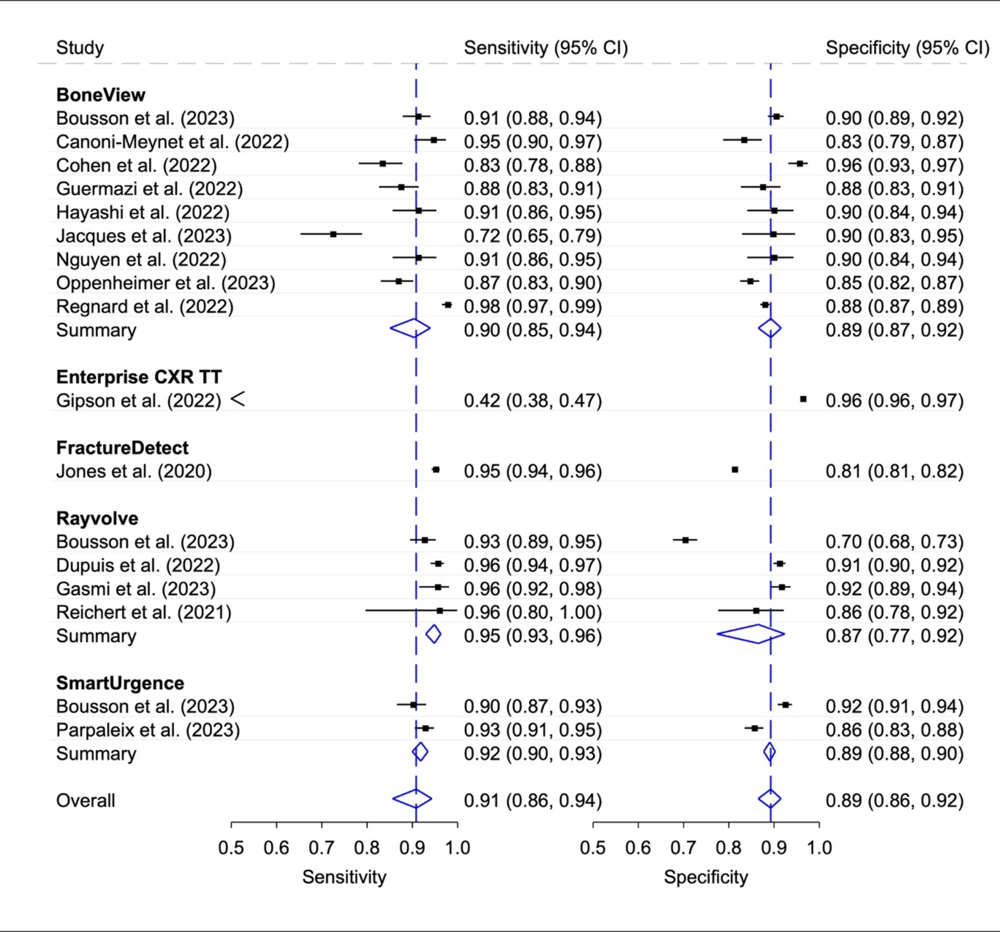 Study Sensitivity (95% CI) Specificity (95% CI)
BoneView
Bousson et al. (2023) 0.91 (0.88, 0.94) 0.90 (0.89, 0.92)
Canoni-Meynet et al. (2022) 0.95 (0.90, 0.97) 0.83 (0.79, 0.87)
Cohen et al. (2022) 0.83 (0.78, 0.88) 0.96 (0.93, 0.97)
Guermazi et al. (2022) 0.88 (0.83, 0.91) 0.88 (0.83, 0.91)
Hayashi et al. (2022) 0.91 (0.86, 0.95) 0.90 (0.84, 0.94)
Jacques et al. (2023) 0.72 (0.65, 0.79) 0.90 (0.83, 0.95)
Nguyen et al. (2022) 0.91 (0.86, 0.95) 0.90 (0.84, 0.94)
Oppenheimer et al. (2023) 0.87 (0.83, 0.90) 0.85 (0.82, 0.87)
Regnard et al. (2022) 0.98 (0.97, 0.99) 0.88 (0.87, 0.89)
Summary 0.90 (0.85, 0.94) 0.89 (0.87, 0.92)
Enterprise CXR TT
Gipson et al. (2022) < 0.42 (0.38, 0.47) 0.96 (0.96, 0.97)
FractureDetect
Jones et al. (2020) 0.95 (0.94, 0.96) 0.81 (0.81, 0.82)
Rayvolve
Bousson et al. (2023) 0.93 (0.89, 0.95) 0.70 (0.68, 0.73)
Dupuis et al. (2022) 0.96 (0.94, 0.97) 0.91 (0.90, 0.92)
Gasmi et al. (2023) 0.96 (0.92, 0.98) 0.92 (0.89, 0.94)
Reichert et al. (2021) 0.96 (0.80, 1.00) 0.86 (0.78, 0.92)
Summary 0.95 (0.93, 0.96) 0.87 (0.77, 0.92)
SmartUrgence
Bousson et al. (2023) 0.90 (0.87, 0.93) 0.92 (0.91, 0.94)
Parpaleix et al. (2023) 0.93 (0.91, 0.95) 0.86 (0.83, 0.88)
Summary 0.92 (0.90, 0.93) 0.89 (0.88, 0.90)
Overall 0.91 (0.86, 0.94) 0.89 (0.86, 0.92)
0.5 0.6 0.7 0.8 0.9 1.0 0.5 0.6 0.7 0.8 0.9 1.0
Sensitivity Specificity